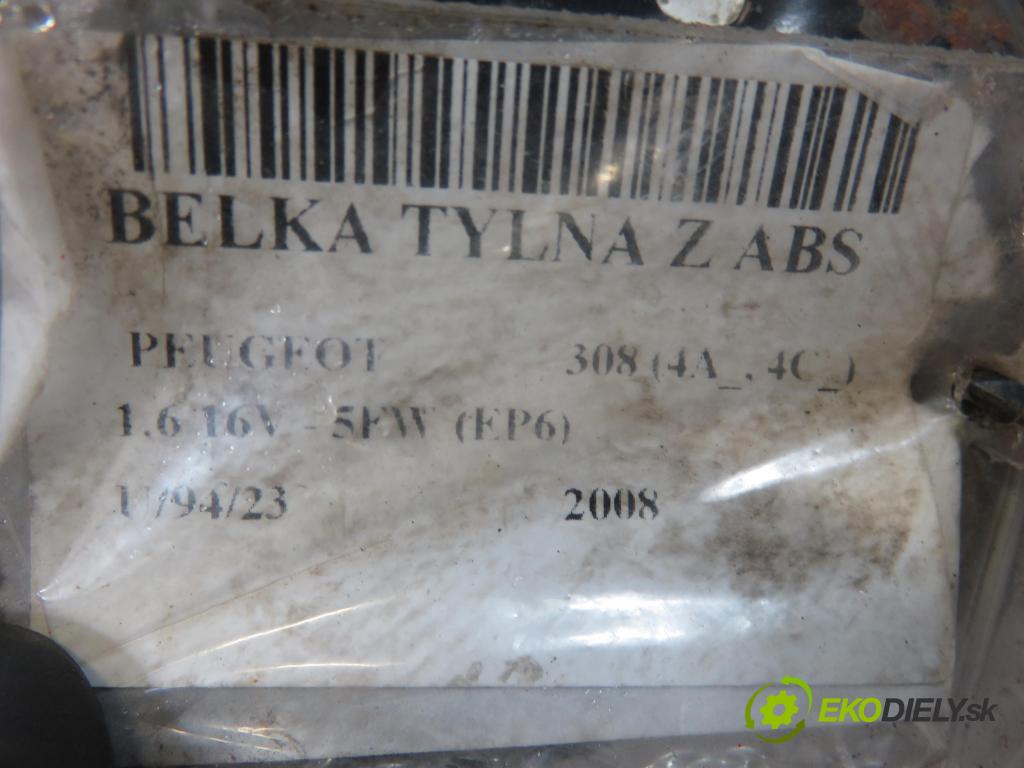 BELKA TYLNA Z ABS
PEUGEOT 308 (4A_, 4C_)
1.6 16V - 5FW (EP6)
U/94/23 2008
EKODIELY.sk